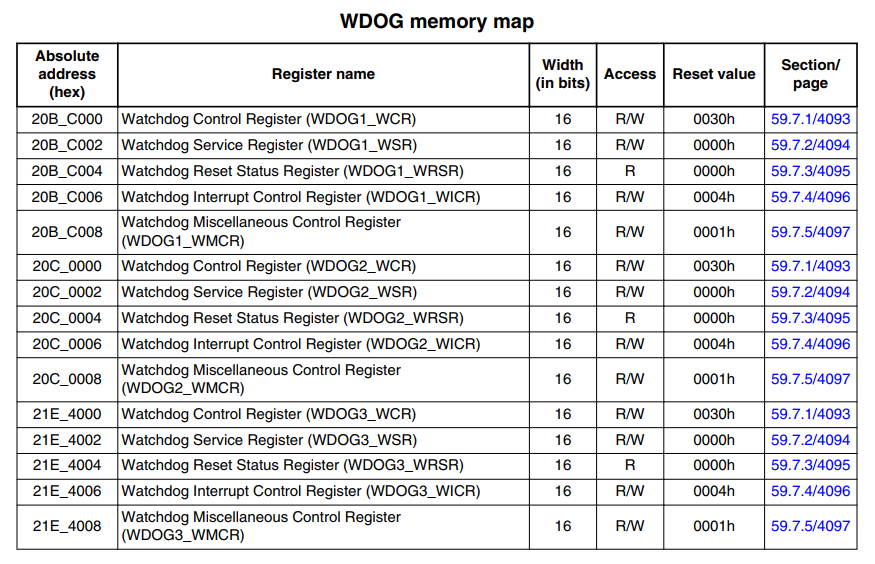 WDOG memory map
Absolute address (hex) Register name Width (in bits) Access Reset value Section/ page
20B_C000 Watchdog Control Register (WDOG1_WCR) 16 R/W 0030h 59.7.1/4093
20B_C002 Watchdog Service Register (WDOG1_WSR) 16 R/W 0000h 59.7.2/4094
20B_C004 Watchdog Reset Status Register (WDOG1_WRSR) 16 R 0000h 59.7.3/4095
20B_C006 Watchdog Interrupt Control Register (WDOG1_WICR) 16 R/W 0004h 59.7.4/4096
20B_C008 Watchdog Miscellaneous Control Register (WDOG1_WMCR) 16 R/W 0001h 59.7.5/4097
20C_0000 Watchdog Control Register (WDOG2_WCR) 16 R/W 0030h 59.7.1/4093
20C_0002 Watchdog Service Register (WDOG2_WSR) 16 R/W 0000h 59.7.2/4094
20C_0004 Watchdog Reset Status Register (WDOG2_WRSR) 16 R 0000h 59.7.3/4095
20C_0006 Watchdog Interrupt Control Register (WDOG2_WICR) 16 R/W 0004h 59.7.4/4096
20C_0008 Watchdog Miscellaneous Control Register (WDOG2_WMCR) 16 R/W 0001h 59.7.5/4097
21E_4000 Watchdog Control Register (WDOG3_WCR) 16 R/W 0030h 59.7.1/4093
21E_4002 Watchdog Service Register (WDOG3_WSR) 16 R/W 0000h 59.7.2/4094
21E_4004 Watchdog Reset Status Register (WDOG3_WRSR) 16 R 0000h 59.7.3/4095
21E_4006 Watchdog Interrupt Control Register (WDOG3_WICR) 16 R/W 0004h 59.7.4/4096
21E_4008 Watchdog Miscellaneous Control Register (WDOG3_WMCR) 16 R/W 0001h 59.7.5/4097